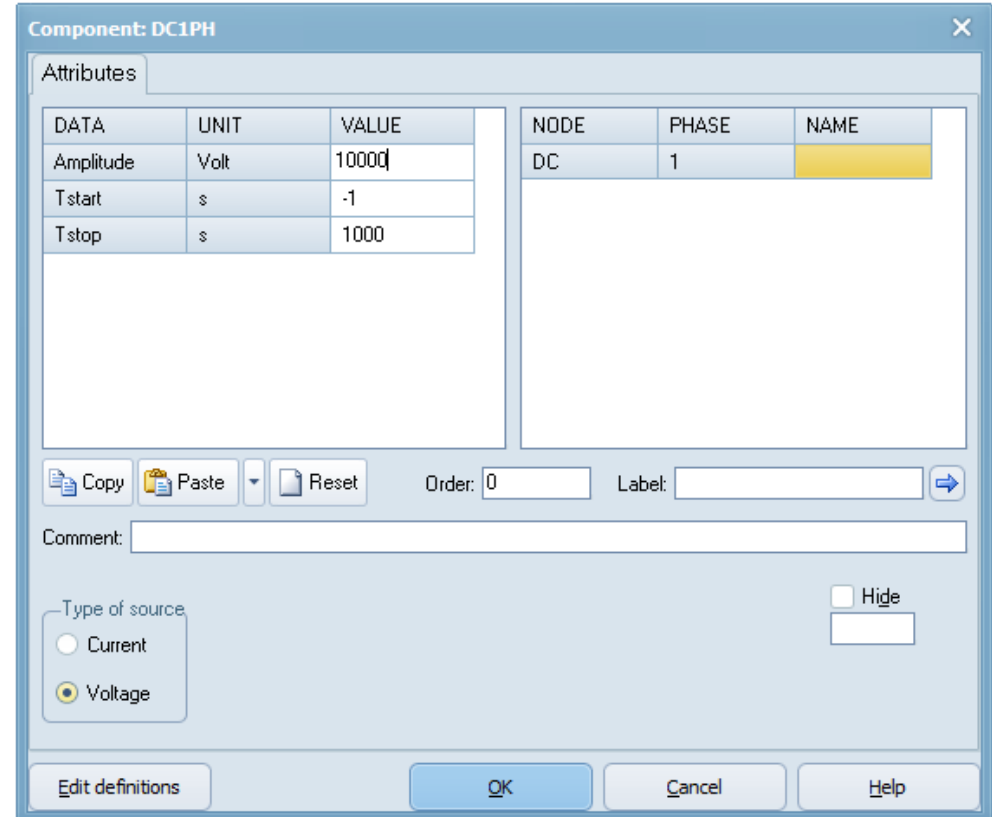 Component: DC1PH
Attributes
DATA UNIT VALUE
Amplitude Volt 10000
Tstart s -1
Tstop s 1000
NODE PHASE NAME
DC 1
Copy Paste Reset Order: 0 Label:
Comment:
Type of source
Current
Voltage
Hide
Edit definitions OK Cancel Help